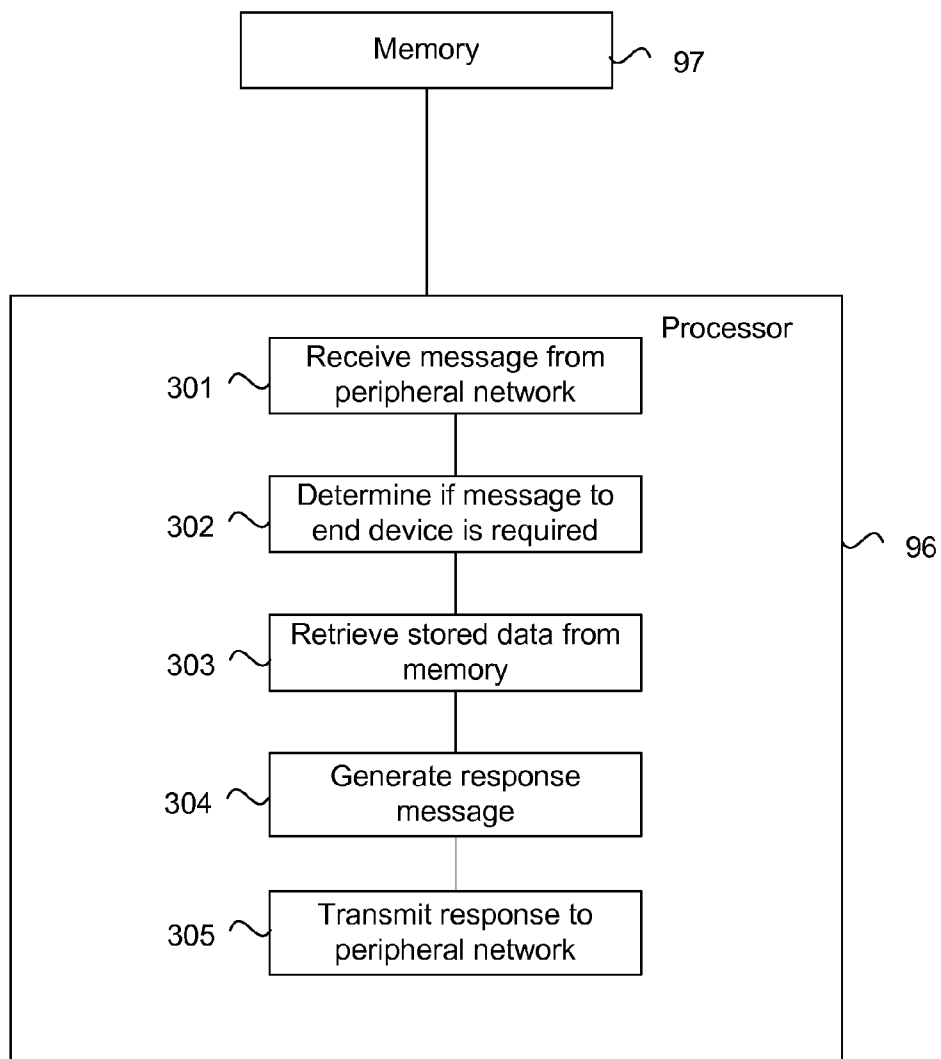 Memory
97
Processor
Receive message from
peripheral network
301
Determine if message to
end device is required
302
96
Retrieve stored data from
memory
303
Generate response
message
304
Transmit response to
peripheral network
305